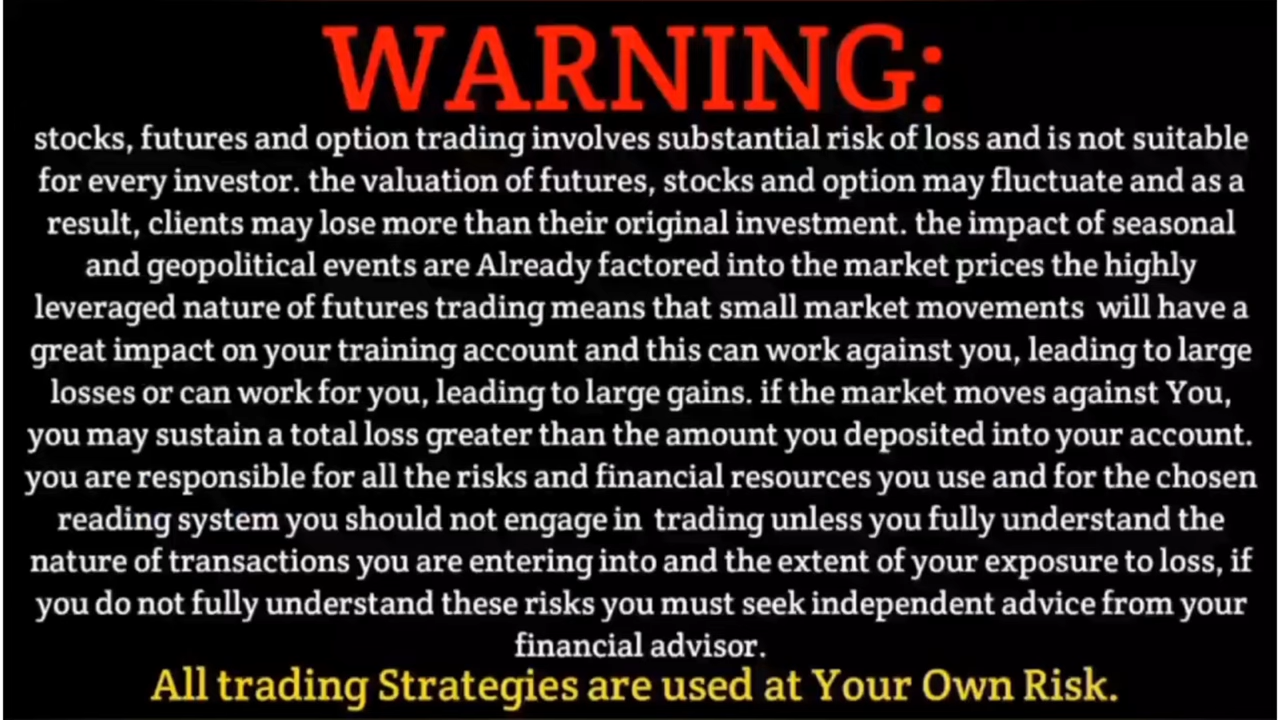 WARNING:
stocks, futures and option trading involves substantial risk of loss and is not suitable
for every investor. the valuation of futures, stocks and option may fluctuate and as a
result, clients may lose more than their original investment. the impact of seasonal
and geopolitical events are Already factored into the market prices the highly
leveraged nature of futures trading means that small market movements will have a
great impact on your training account and this can work against you, leading to large
losses or can work for you, leading to large gains. if the market moves against You,
you may sustain a total loss greater than the amount you deposited into your account.
you are responsible for all the risks and financial resources you use and for the chosen
reading system you should not engage in trading unless you fully understand the
nature of transactions you are entering into and the extent of your exposure to loss, if
you do not fully understand these risks you must seek independent advice from your
financial advisor.
All trading Strategies are used at Your Own Risk.